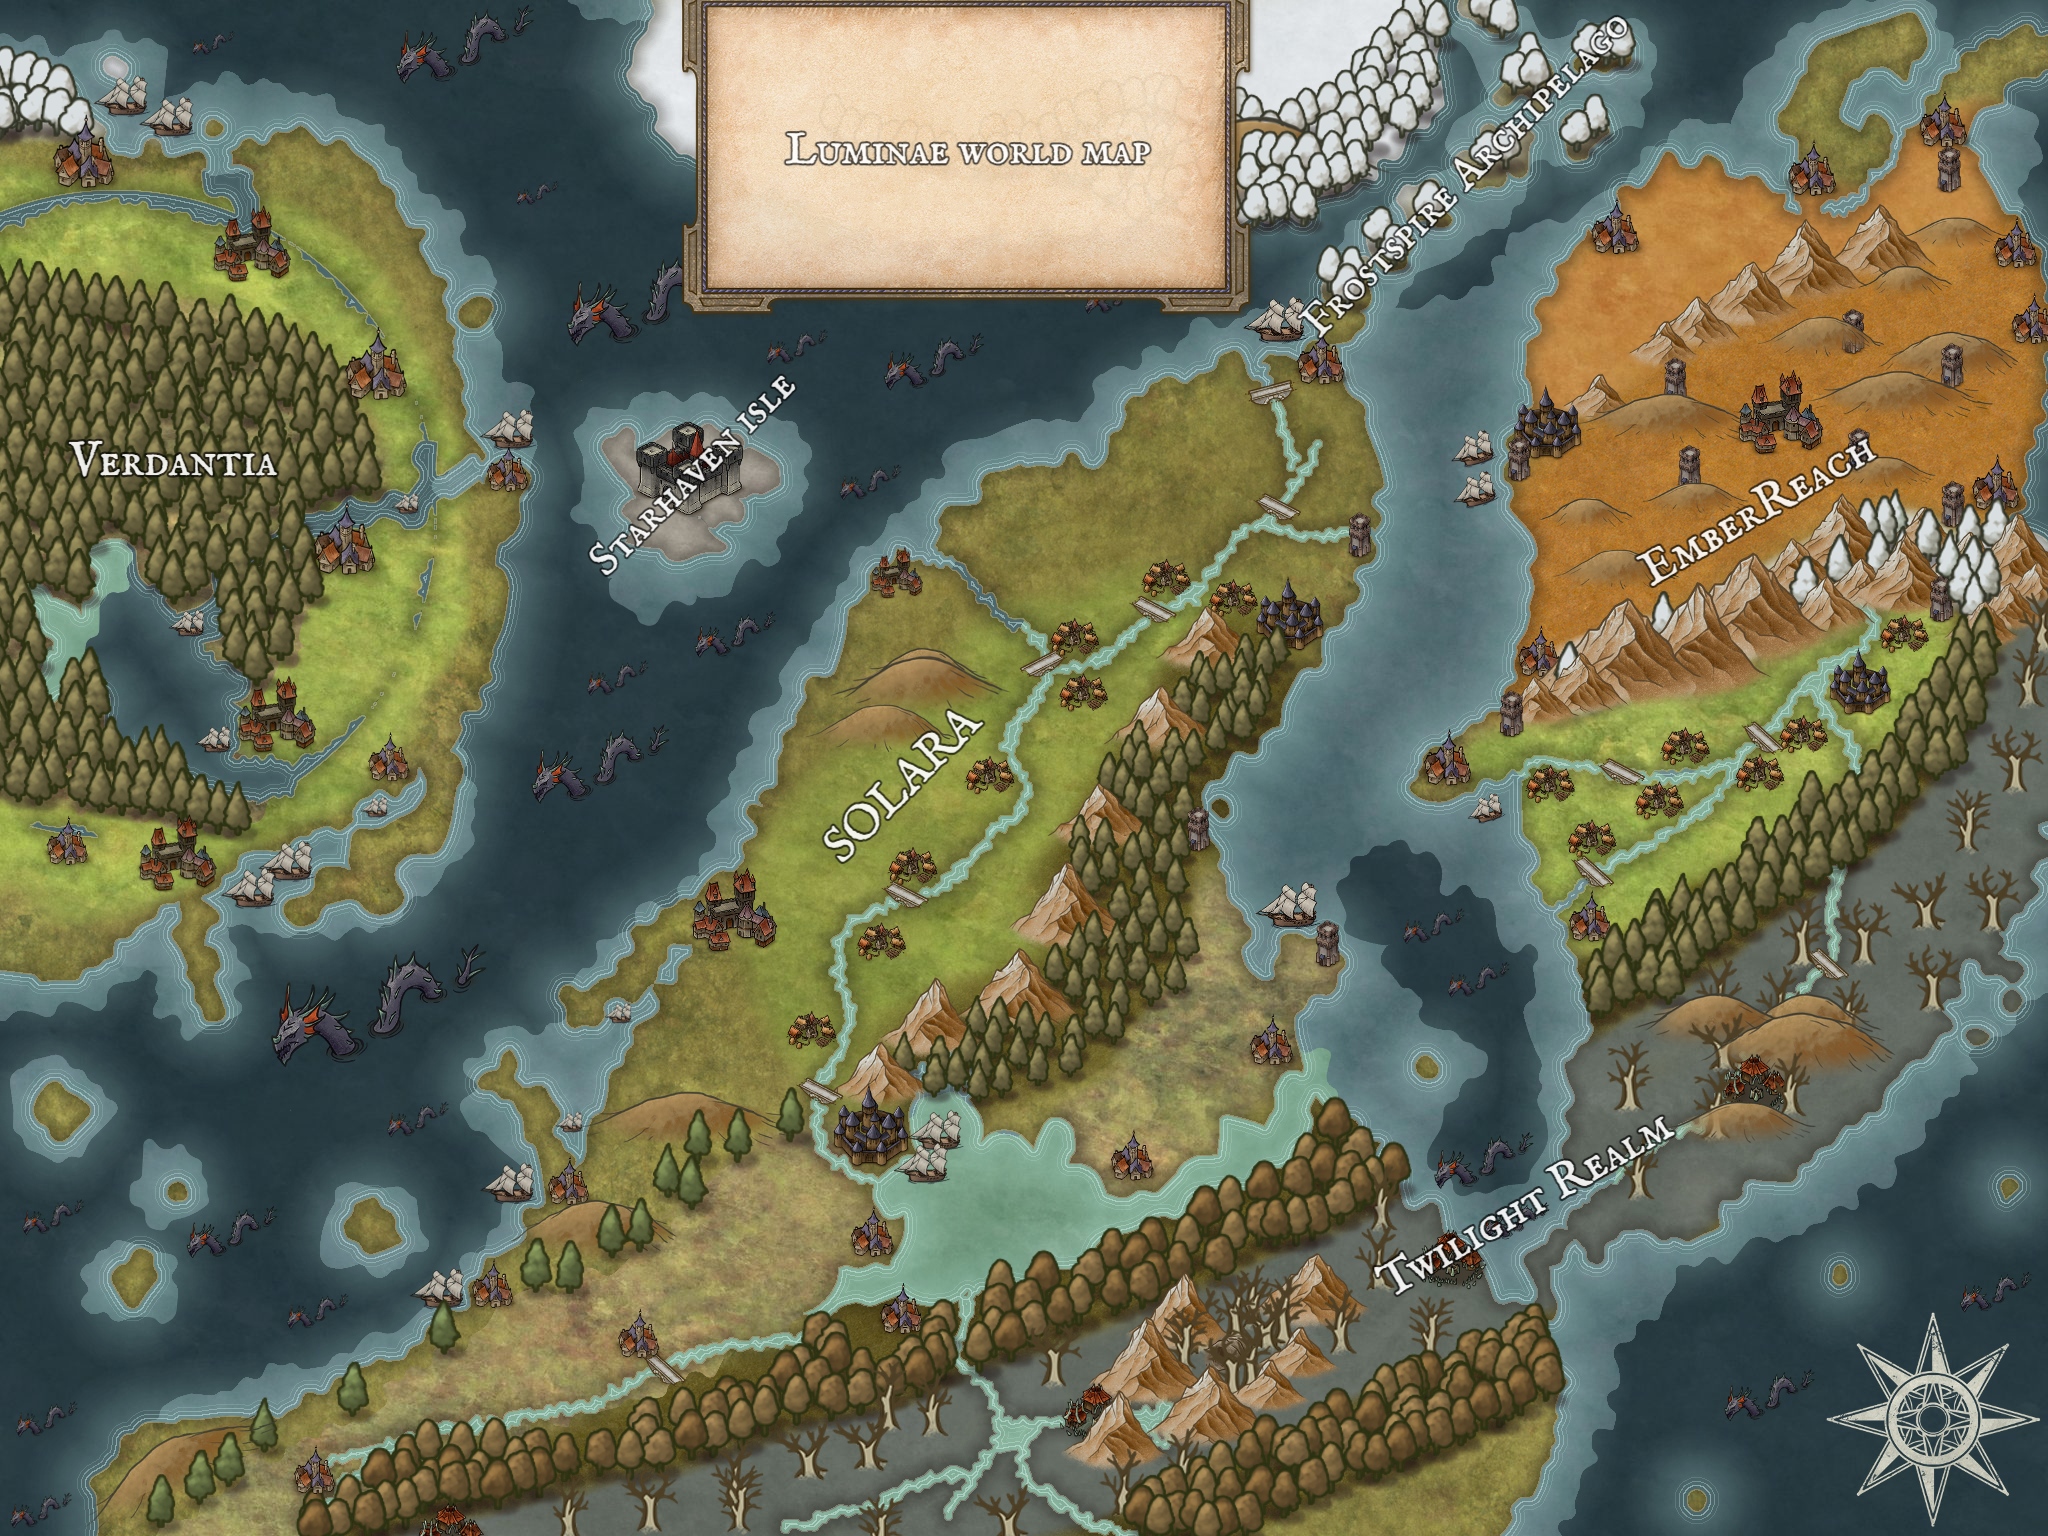 Luminae world map
Frostspire Archipelago
Verdantia
Starhaven isle
EmberReach
SOLARA
Twilight Realm